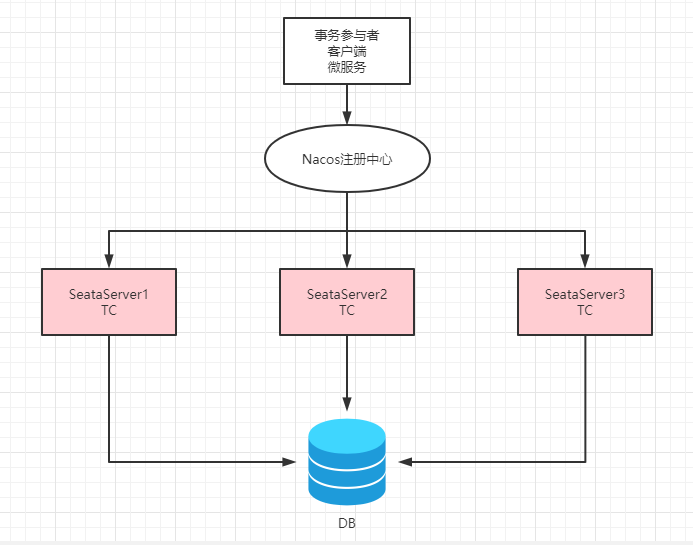 事务参与者
客户端
微服务
Nacos注册中心
SeataServer1
TC
SeataServer2
TC
SeataServer3
TC
DB